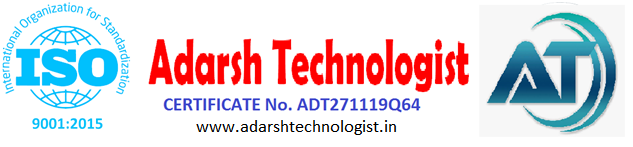 International Organization for Standardization
ISO
9001:2015
Adarsh Technologist
CERTIFICATE No. ADT271119Q64
www.adarshtechnologist.in
AT